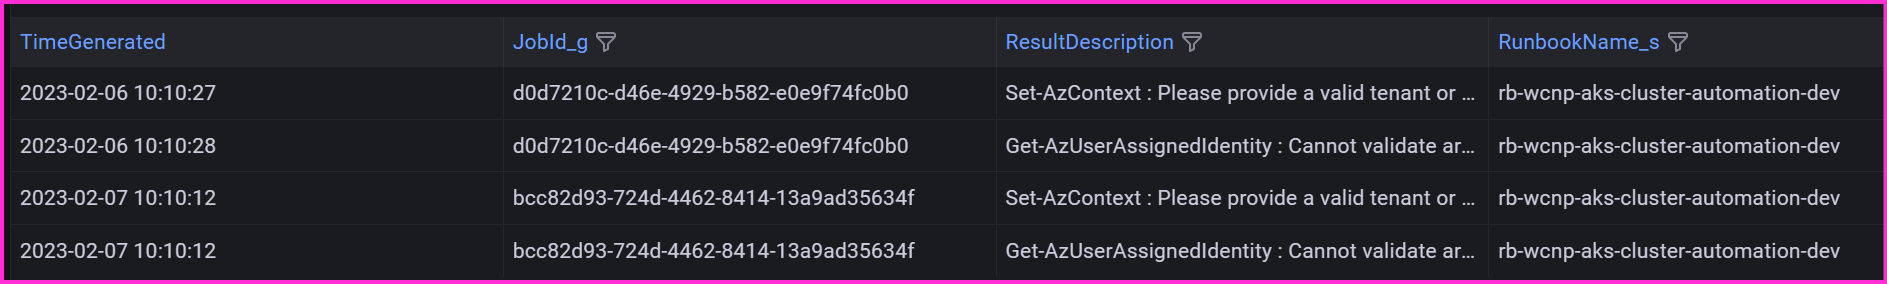 TimeGenerated JobId_g ResultDescription RunbookName_s
2023-02-06 10:10:27 d0d7210c-d46e-4929-b582-e0e9f74fc0b0 Set-AzContext : Please provide a valid tenant or ... rb-wcnp-aks-cluster-automation-dev
2023-02-06 10:10:28 d0d7210c-d46e-4929-b582-e0e9f74fc0b0 Get-AzUserAssignedIdentity : Cannot validate ar... rb-wcnp-aks-cluster-automation-dev
2023-02-07 10:10:12 bcc82d93-724d-4462-8414-13a9ad35634f Set-AzContext : Please provide a valid tenant or ... rb-wcnp-aks-cluster-automation-dev
2023-02-07 10:10:12 bcc82d93-724d-4462-8414-13a9ad35634f Get-AzUserAssignedIdentity : Cannot validate ar... rb-wcnp-aks-cluster-automation-dev